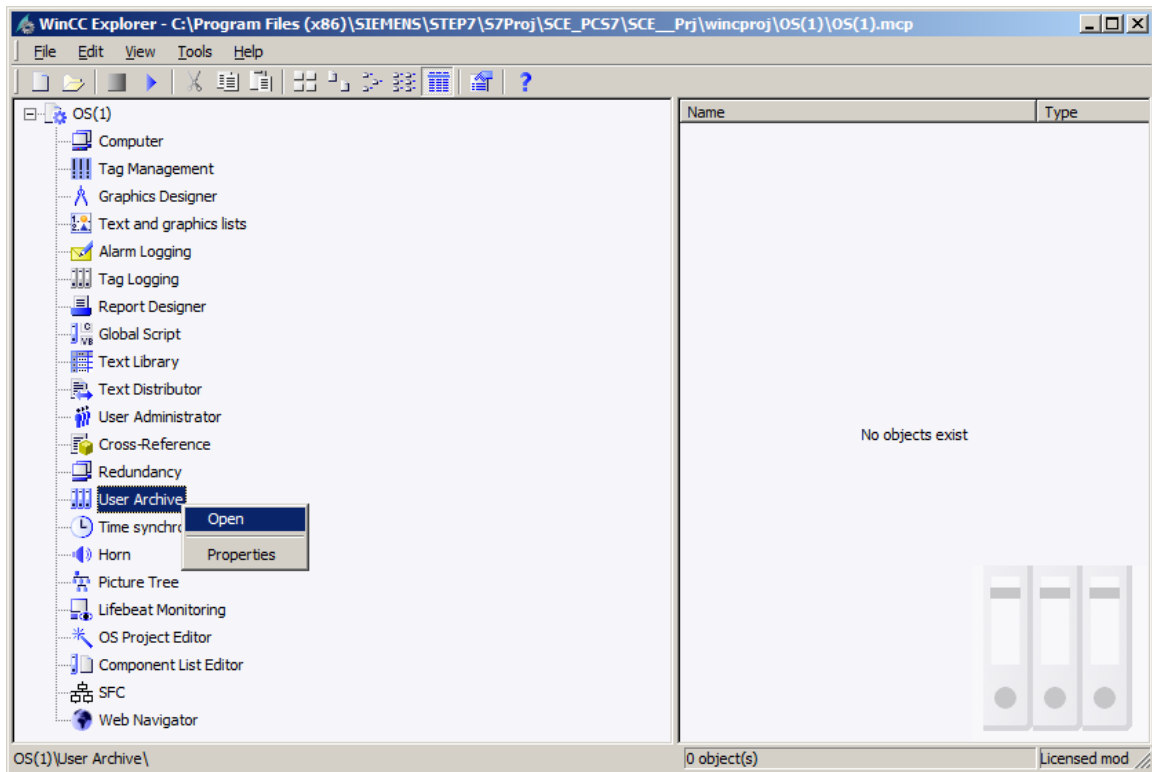 WinCC Explorer - C:\Program Files (x86)\SIEMENS\STEP7\S7Proj\SCE_PCS7\SCE__Prj\wincproj\OS(1)\OS(1).mcp
File Edit View Tools Help
Name Type
OS(1)
Computer
Tag Management
Graphics Designer
Text and graphics lists
Alarm Logging
Tag Logging
Report Designer
Global Script
Text Library
Text Distributor
User Administrator
Cross-Reference
No objects exist
Redundancy
User Archive
Open
Time synchro
Horn
Properties
Picture Tree
Lifebeat Monitoring
OS Project Editor
Component List Editor
SFC
Web Navigator
OS(1)\User Archive\ 0 object(s) Licensed mod